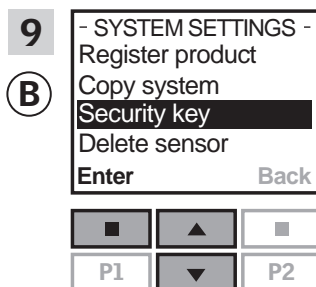 9
B
- SYSTEM SETTINGS -
Register product
Copy system
Security key
Delete sensor
Enter Back
P1 P2